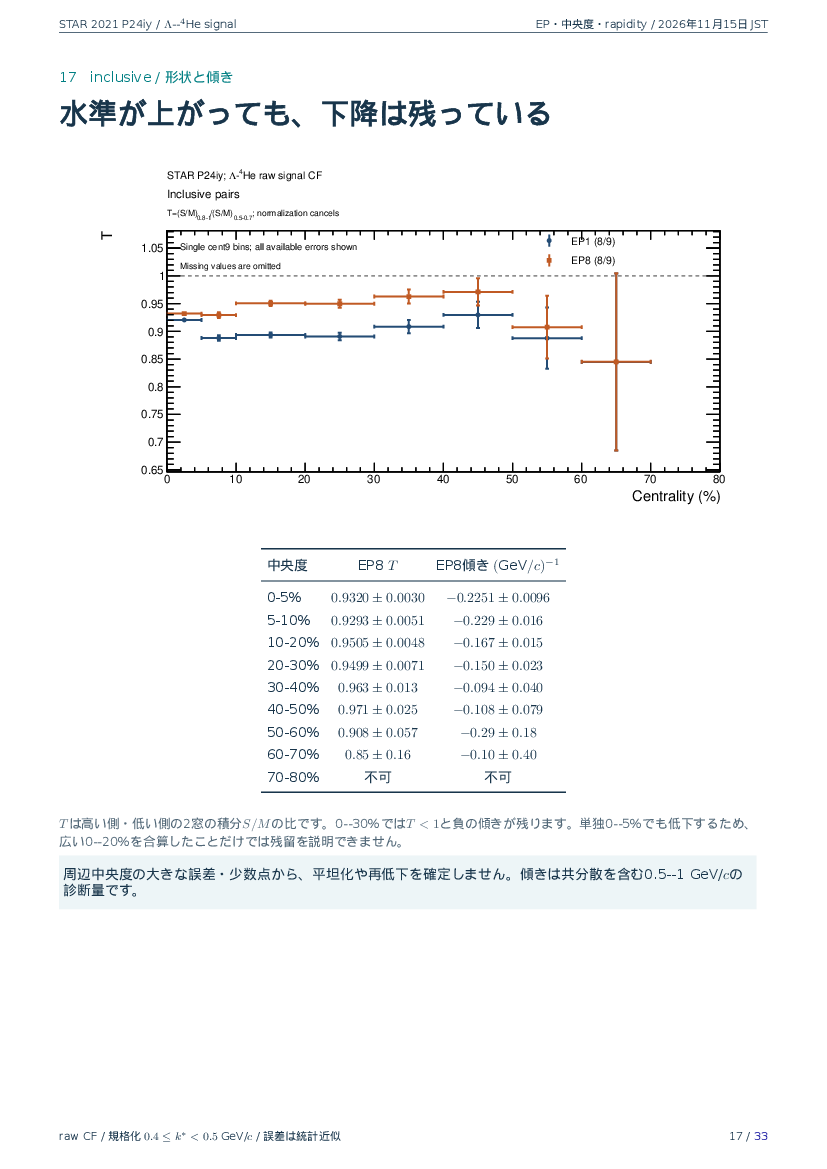 STAR 2021 P24iy / Λ--⁴He signal
EP・中央度・rapidity / 2026年11月15日 JST
17 inclusive / 形状と傾き
水準が上がっても、下降は残っている
STAR P24iy; Λ-⁴He raw signal CF
Inclusive pairs
T=(S/M)0.8-1/(S/M)0.5-0.7; normalization cancels
T
Single cent9 bins; all available errors shown
Missing values are omitted
EP1 (8/9)
EP8 (8/9)
1.05
1
0.95
0.9
0.85
0.8
0.75
0.7
0.65
0 10 20 30 40 50 60 70 80
Centrality (%)
中央度 EP8 T EP8傾き (GeV/c)⁻¹
0-5% 0.9320 ± 0.0030 −0.2251 ± 0.0096
5-10% 0.9293 ± 0.0051 −0.229 ± 0.016
10-20% 0.9505 ± 0.0048 −0.167 ± 0.015
20-30% 0.9499 ± 0.0071 −0.150 ± 0.023
30-40% 0.963 ± 0.013 −0.094 ± 0.040
40-50% 0.971 ± 0.025 −0.108 ± 0.079
50-60% 0.908 ± 0.057 −0.29 ± 0.18
60-70% 0.85 ± 0.16 −0.10 ± 0.40
70-80% 不可 不可
Tは高い側・低い側の2窓の積分S/Mの比です。0--30%ではT < 1と負の傾きが残ります。単独0--5%でも低下するため、
広い0--20%を合算したことだけでは残留を説明できません。
周辺中央度の大きな誤差・少数点から、平坦化や再低下を確定しません。傾きは共分散を含む0.5--1 GeV/cの
診断量です。
raw CF / 規格化 0.4 ≤ k* < 0.5 GeV/c / 誤差は統計近似
17 / 33